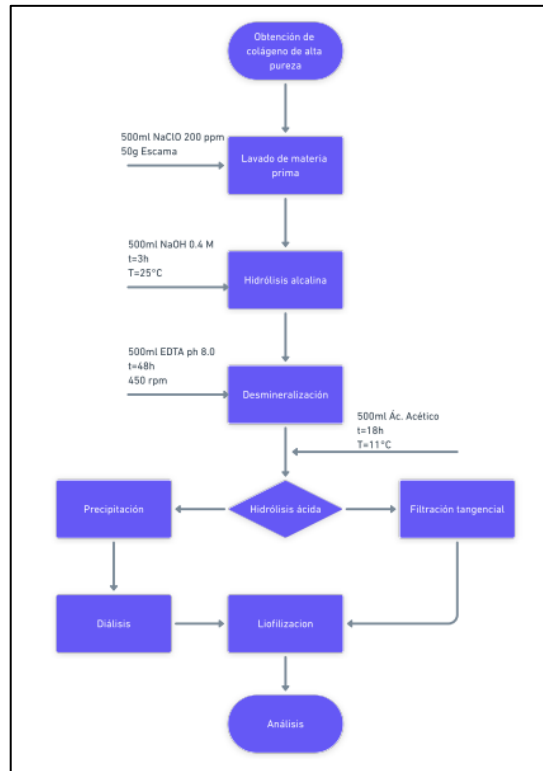 Obtención de
colágeno de alta
pureza
500ml NaClO 200 ppm
50g Escama
Lavado de materia
prima
500ml NaOH 0.4 M
t=3h
T=25°C
Hidrólisis alcalina
500ml EDTA ph 8.0
t=48h
450 rpm
Desmineralización
500ml Ác. Acético
t=18h
T=11°C
Precipitación
Hidrólisis ácida
Filtración tangencial
Diálisis
Liofilizacion
Análisis